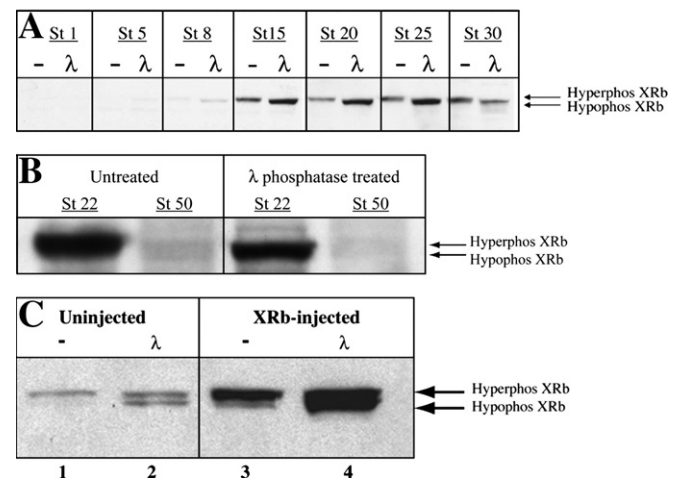 A St 1 St 5 St 8 St15 St 20 St 25 St 30
- λ - λ - λ - λ - λ - λ - λ
Hyperphos XRb
Hypophos XRb
B Untreated λ phosphatase treated
St 22 St 50 St 22 St 50
Hyperphos XRb
Hypophos XRb
C Uninjected XRb-injected
- λ - λ
Hyperphos XRb
Hypophos XRb
1 2 3 4